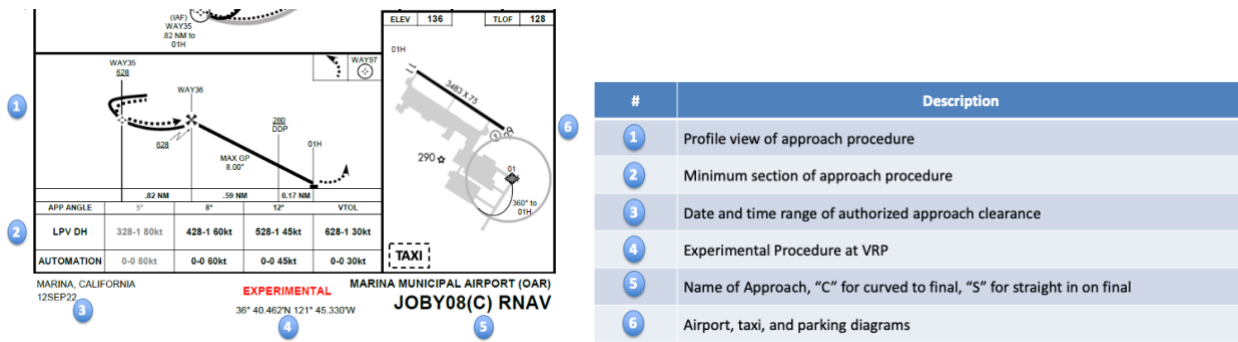 (IAF)
WAY35
.82 NM to
01H
WAY35
628
WAY36
WAY97
628
280
DDP
01H
MAX GP
8.00°
.82 NM .59 NM 0.17 NM
APP ANGLE 5° 8° 12° VTOL
LPV DH 328-1 80kt 428-1 60kt 528-1 45kt 628-1 30kt
AUTOMATION 0-0 80kt 0-0 60kt 0-0 45kt 0-0 30kt
ELEV 136 TLOF 128
01H
3483 X 75
290
01
360° to
01H
TAXI
MARINA, CALIFORNIA
12SEP22
EXPERIMENTAL
36° 40.462'N 121° 45.330'W
MARINA MUNICIPAL AIRPORT (OAR)
JOBY08(C) RNAV
1
2
3
4
5
6
# Description
1 Profile view of approach procedure
2 Minimum section of approach procedure
3 Date and time range of authorized approach clearance
4 Experimental Procedure at VRP
5 Name of Approach, “C” for curved to final, “S” for straight in on final
6 Airport, taxi, and parking diagrams